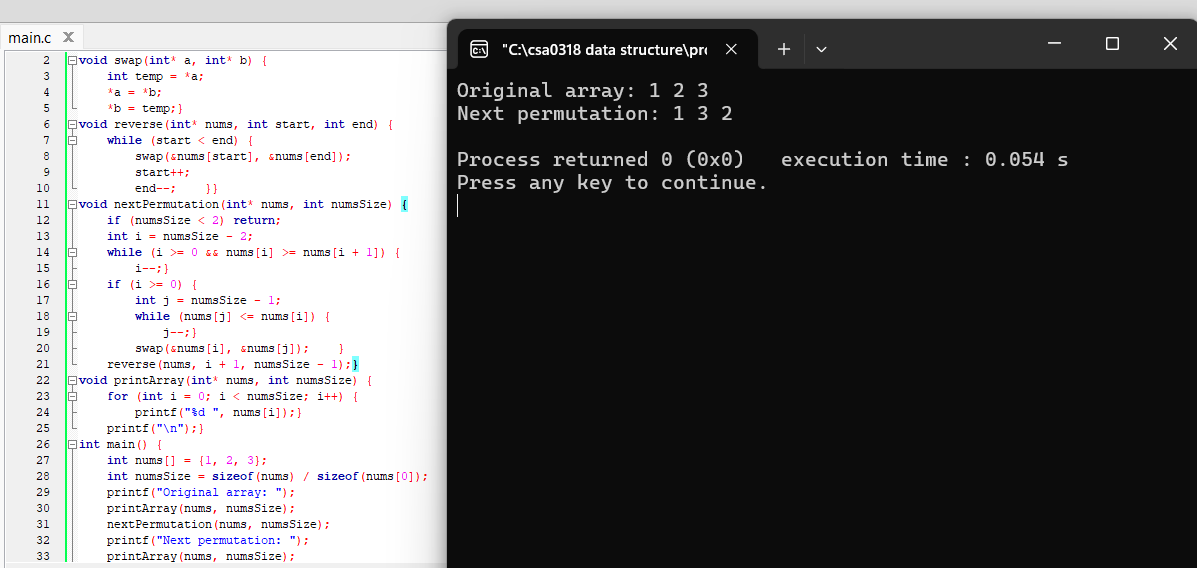 main.c
"C:\csa0318 data structure\pr
2 void swap(int* a, int* b) {
3 int temp = *a;
4 *a = *b;
5 *b = temp;}
6 void reverse(int* nums, int start, int end) {
7 while (start < end) {
8 swap(&nums[start], &nums[end]);
9 start++;
10 end--;    }}
11 void nextPermutation(int* nums, int numsSize) {
12 if (numsSize < 2) return;
13 int i = numsSize - 2;
14 while (i >= 0 && nums[i] >= nums[i + 1]) {
15 i--;}
16 if (i >= 0) {
17 int j = numsSize - 1;
18 while (nums[j] <= nums[i]) {
19 j--;}
20 swap(&nums[i], &nums[j]);    }
21 reverse(nums, i + 1, numsSize - 1);}
22 void printArray(int* nums, int numsSize) {
23 for (int i = 0; i < numsSize; i++) {
24 printf("%d ", nums[i]);}
25 printf("\n");}
26 int main() {
27 int nums[] = {1, 2, 3};
28 int numsSize = sizeof(nums) / sizeof(nums[0]);
29 printf("Original array: ");
30 printArray(nums, numsSize);
31 nextPermutation(nums, numsSize);
32 printf("Next permutation: ");
33 printArray(nums, numsSize);
Original array: 1 2 3
Next permutation: 1 3 2
Process returned 0 (0x0)   execution time : 0.054 s
Press any key to continue.